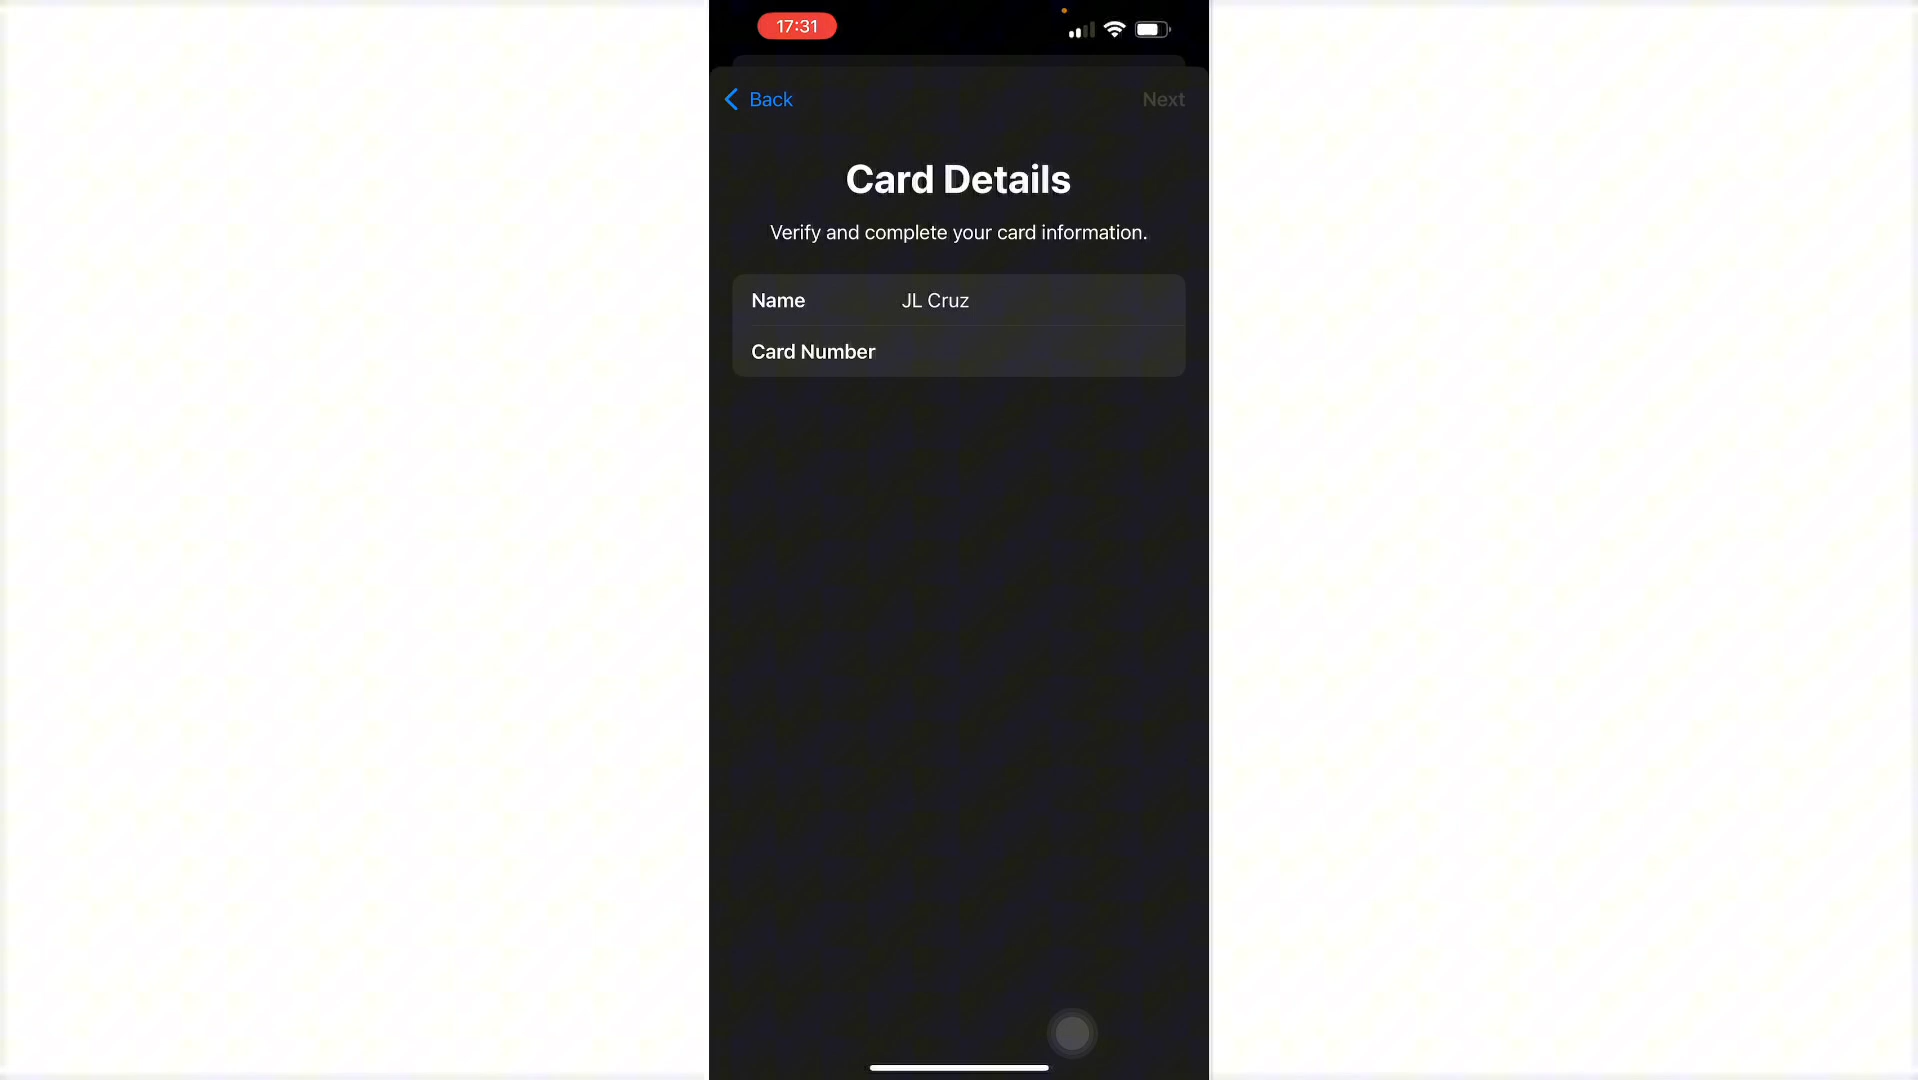 17:31
Back Next
Card Details
Verify and complete your card information.
Name JL Cruz
Card Number